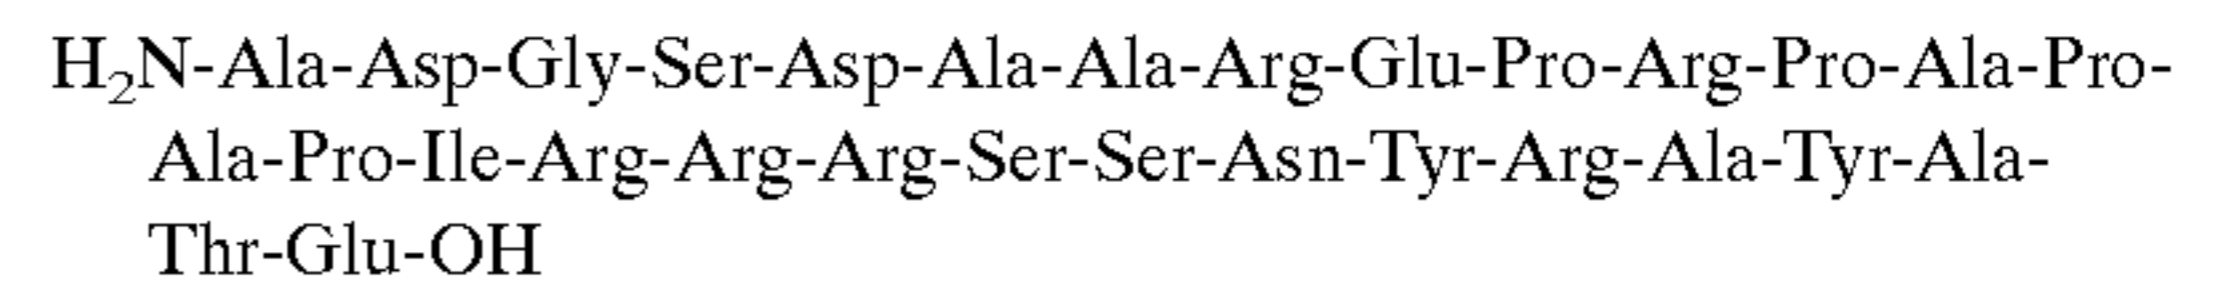 H₂N-Ala-Asp-Gly-Ser-Asp-Ala-Ala-Arg-Glu-Pro-Arg-Pro-Ala-Pro-
Ala-Pro-Ile-Arg-Arg-Arg-Ser-Ser-Asn-Tyr-Arg-Ala-Tyr-Ala-
Thr-Glu-OH